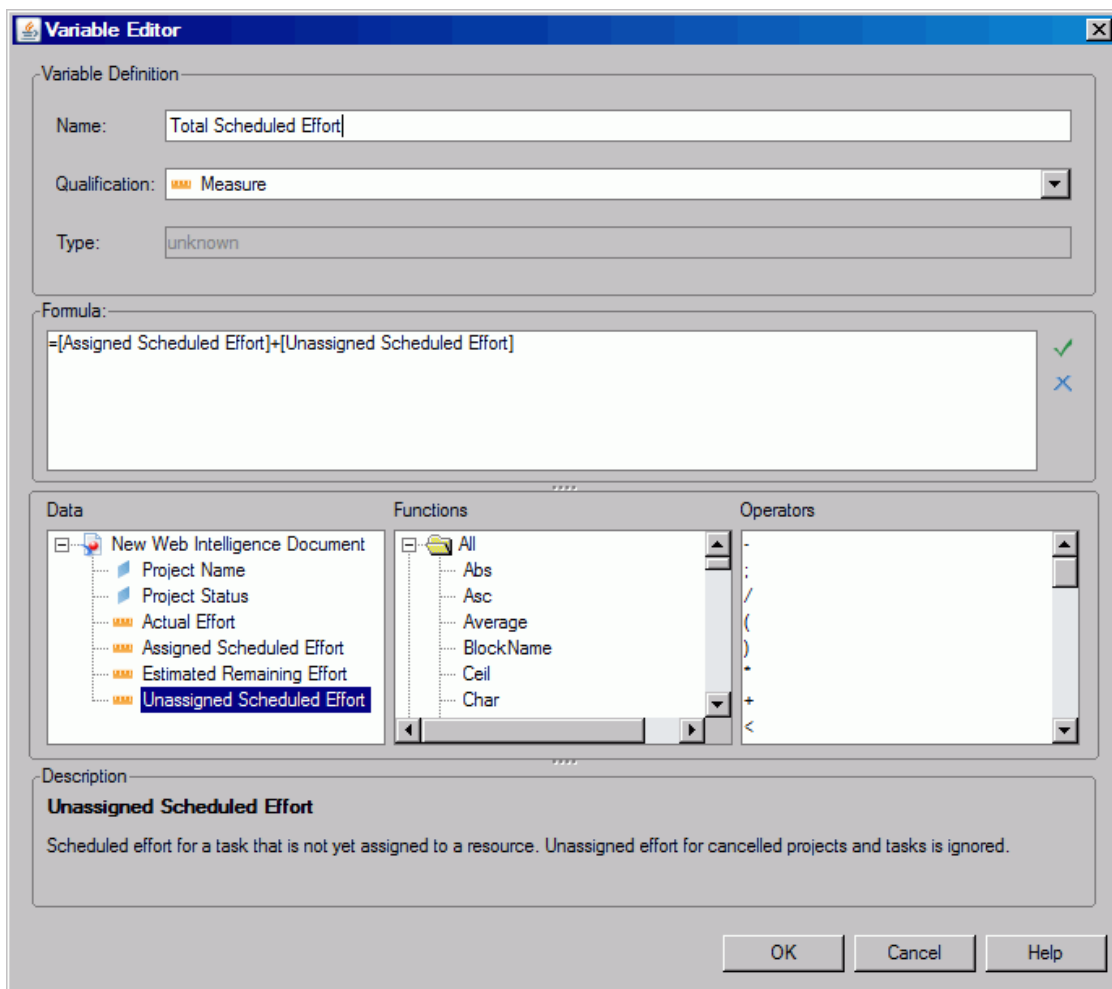 Variable Editor
Variable Definition
Name: Total Scheduled Effort
Qualification: Measure
Type: unknown
Formula:
=[Assigned Scheduled Effort]+[Unassigned Scheduled Effort]
Data Functions Operators
New Web Intelligence Document
Project Name
Project Status
Actual Effort
Assigned Scheduled Effort
Estimated Remaining Effort
Unassigned Scheduled Effort
All
Abs
Asc
Average
BlockName
Ceil
Char
-
;
/
(
)
*
+
<
Description
Unassigned Scheduled Effort
Scheduled effort for a task that is not yet assigned to a resource. Unassigned effort for cancelled projects and tasks is ignored.
OK Cancel Help